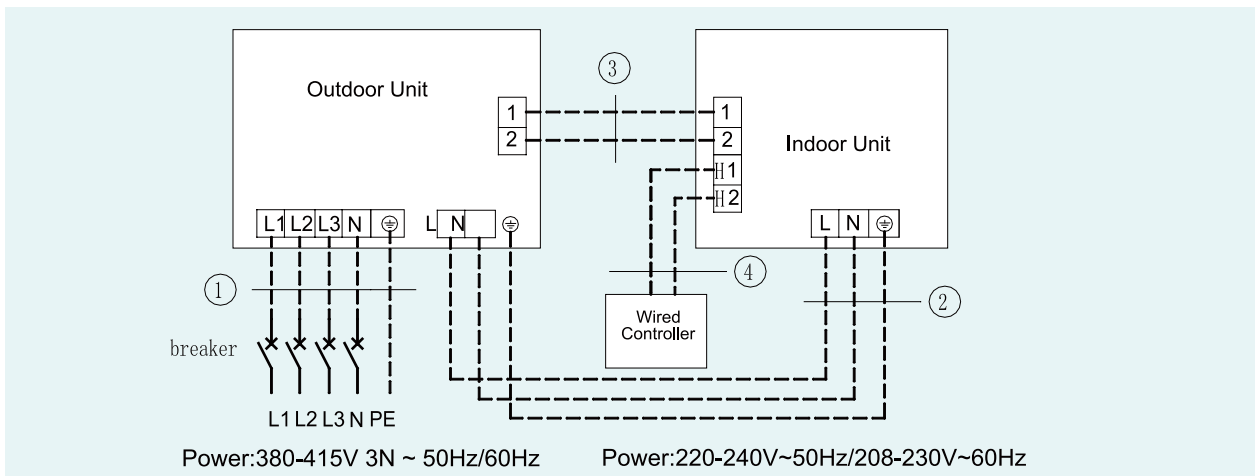 Outdoor Unit
1
2
L1 L2 L3 N
L N
③
Indoor Unit
1
2
H1
H2
L N
①
④
②
Wired
Controller
breaker
L1 L2 L3 N PE
Power:380-415V 3N ~ 50Hz/60Hz
Power:220-240V~50Hz/208-230V~60Hz